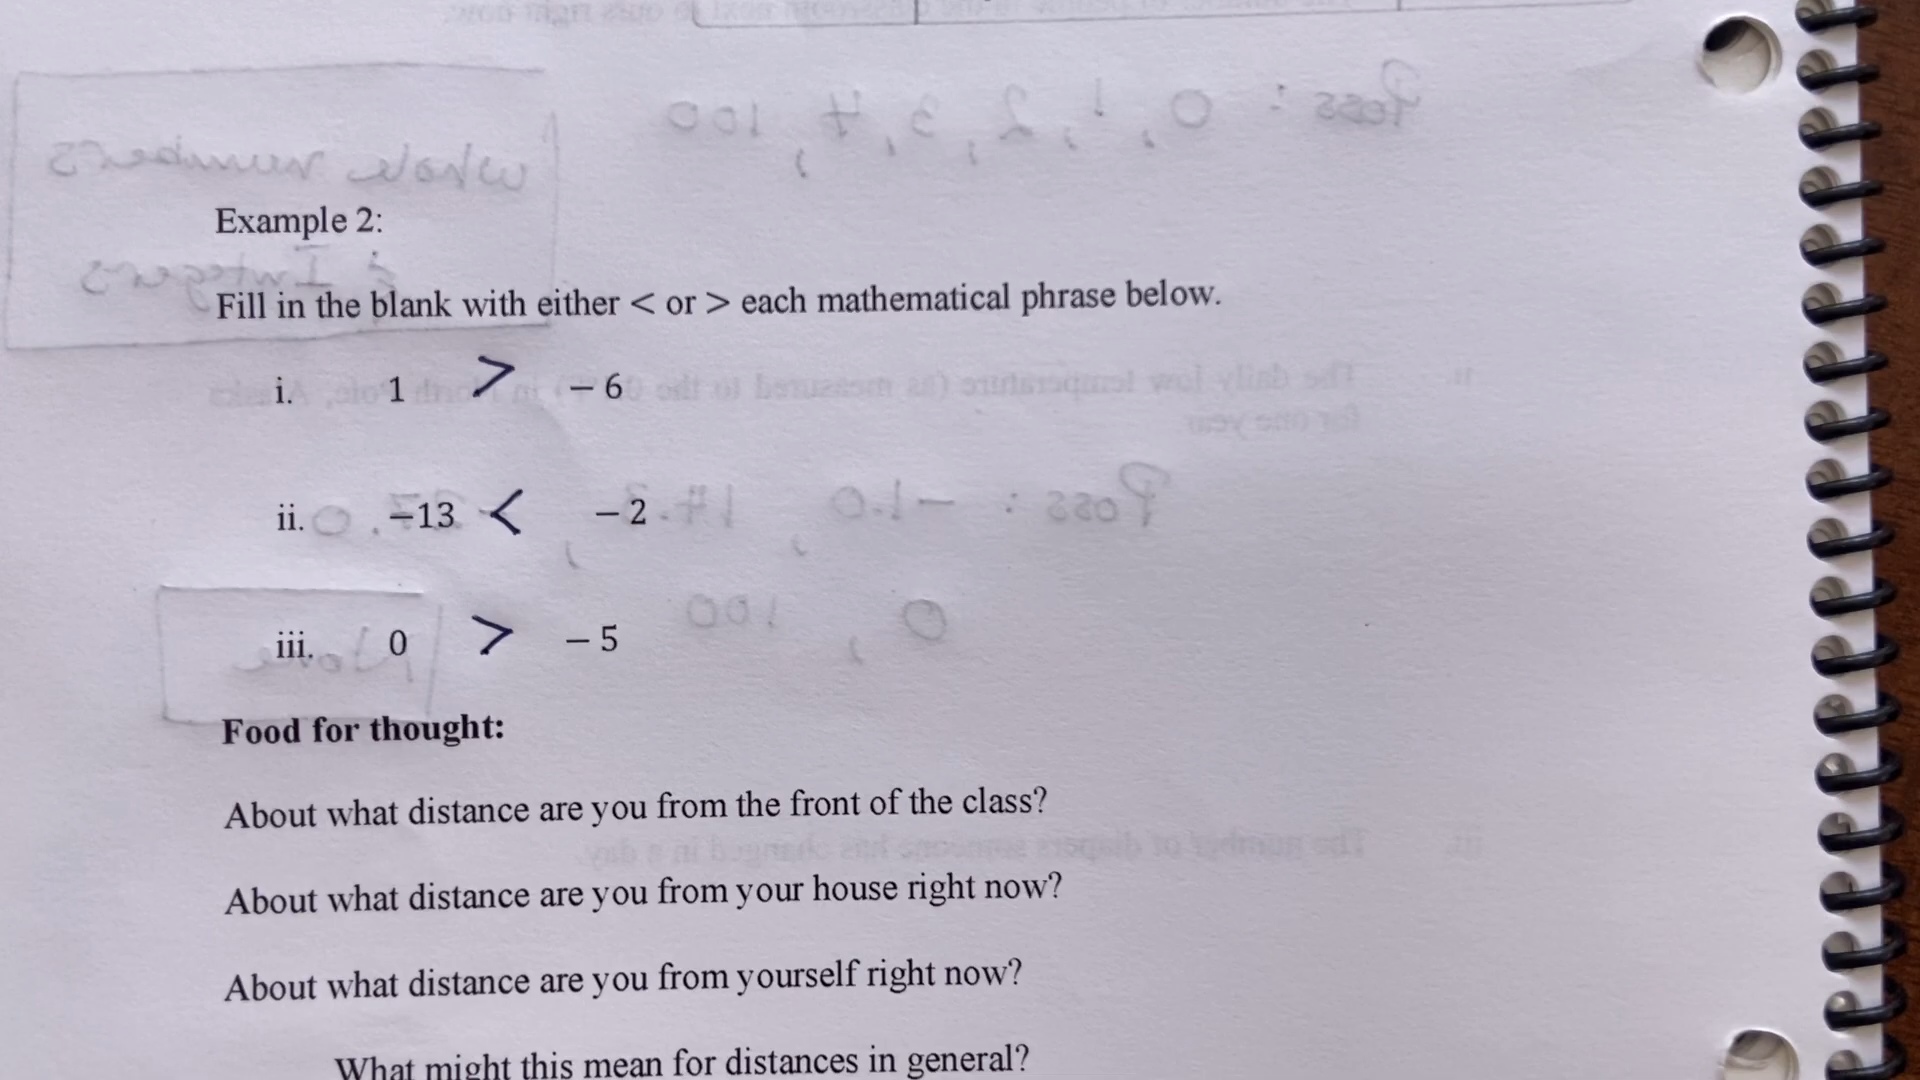 Example 2:
Fill in the blank with either < or > each mathematical phrase below.
i. 1 > − 6
ii. −13 < − 2
iii. 0 > − 5
Food for thought:
About what distance are you from the front of the class?
About what distance are you from your house right now?
About what distance are you from yourself right now?
What might this mean for distances in general?